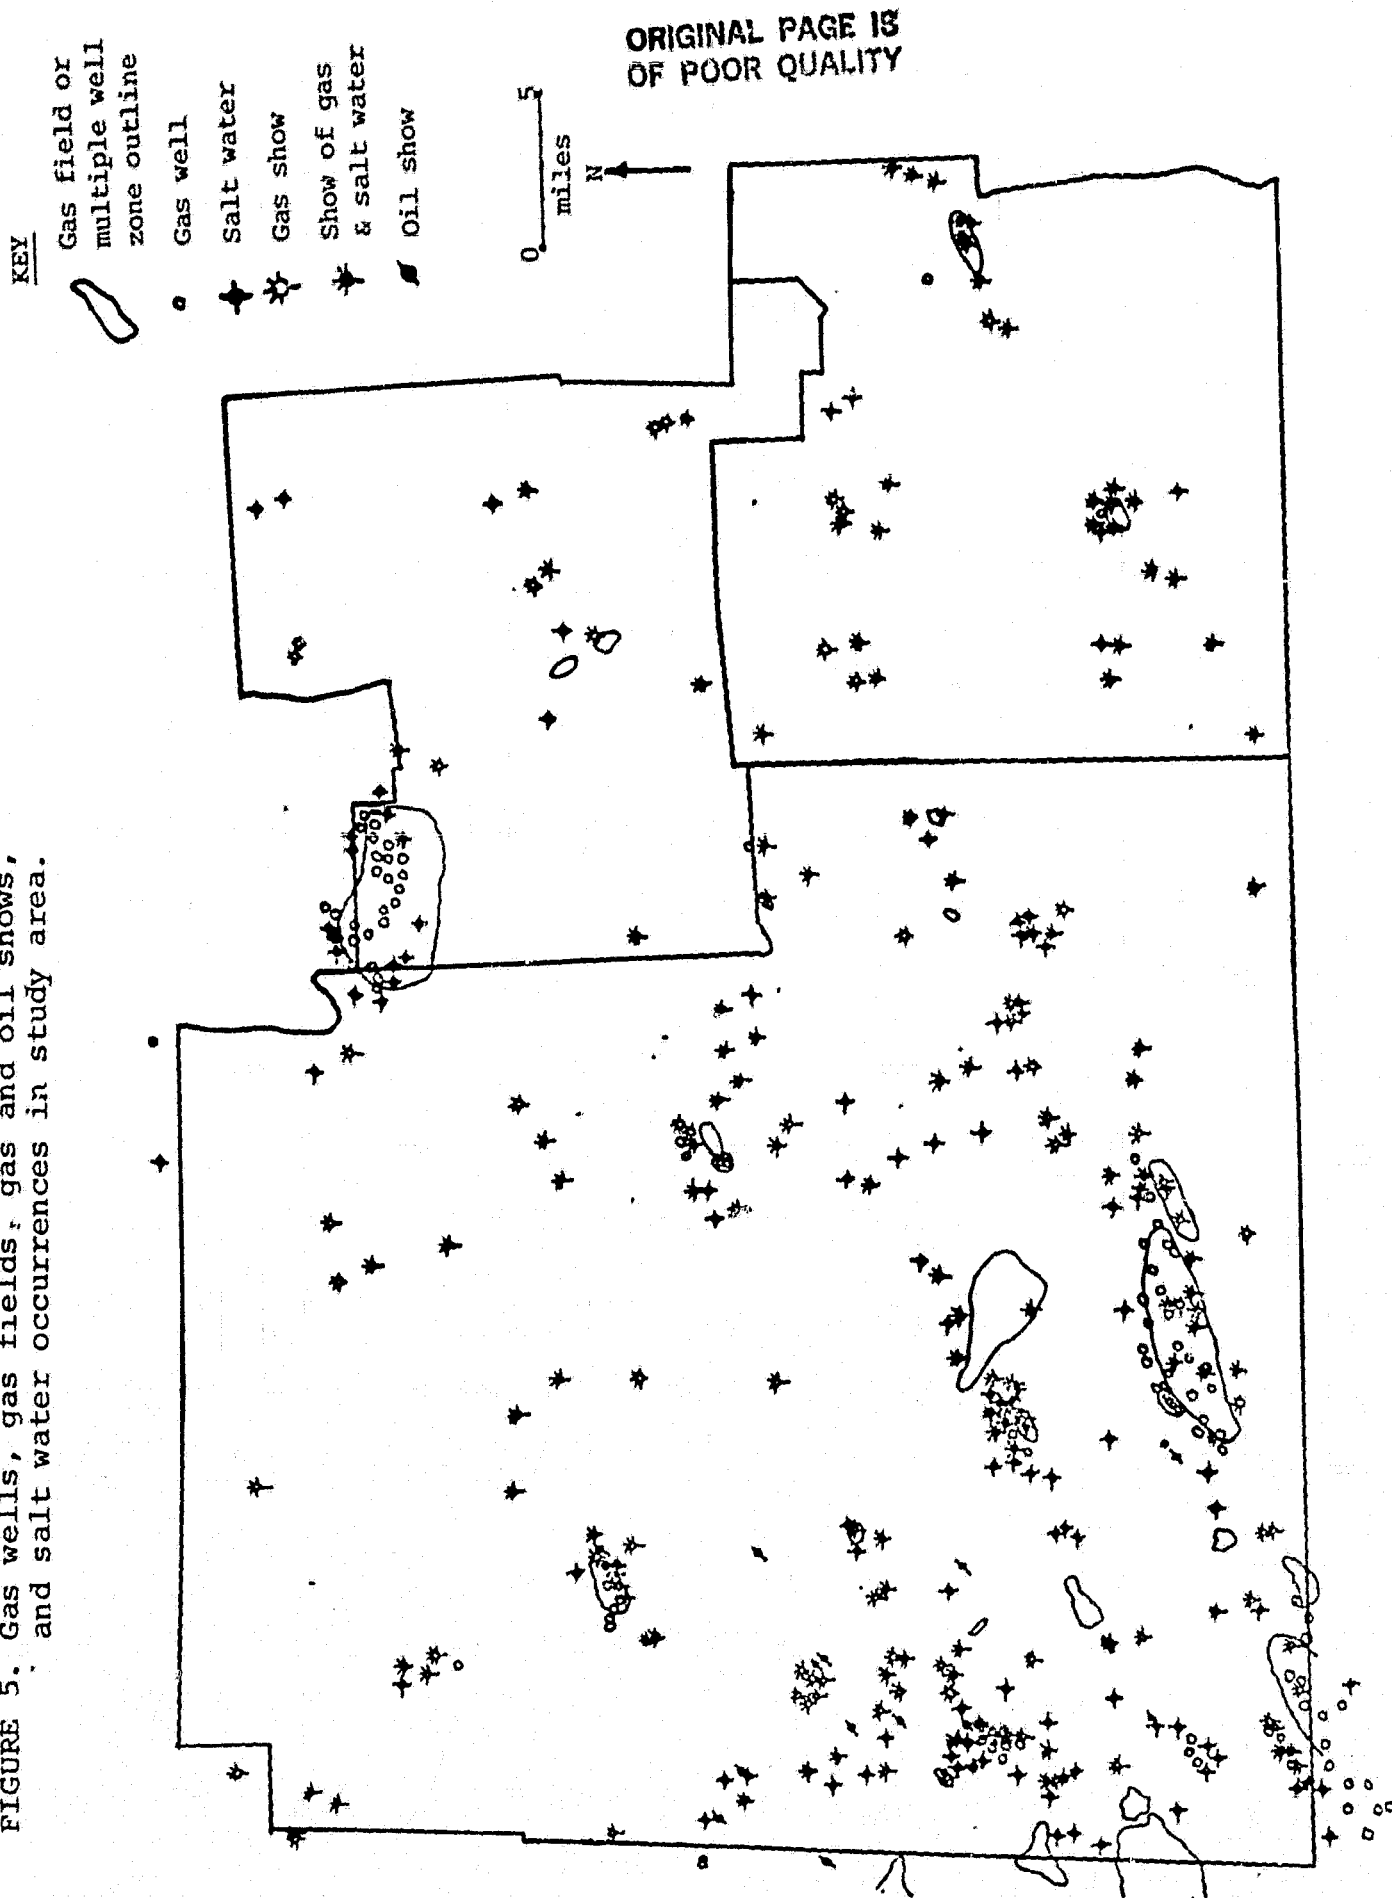 FIGURE 5. Gas wells, gas fields, gas and oil shows,
and salt water occurrences in study area.
KEY
Gas field or
multiple well
zone outline
Gas well
Salt water
Gas show
Show of gas
& salt water
Oil show
0 5
miles
N
ORIGINAL PAGE IS
OF POOR QUALITY